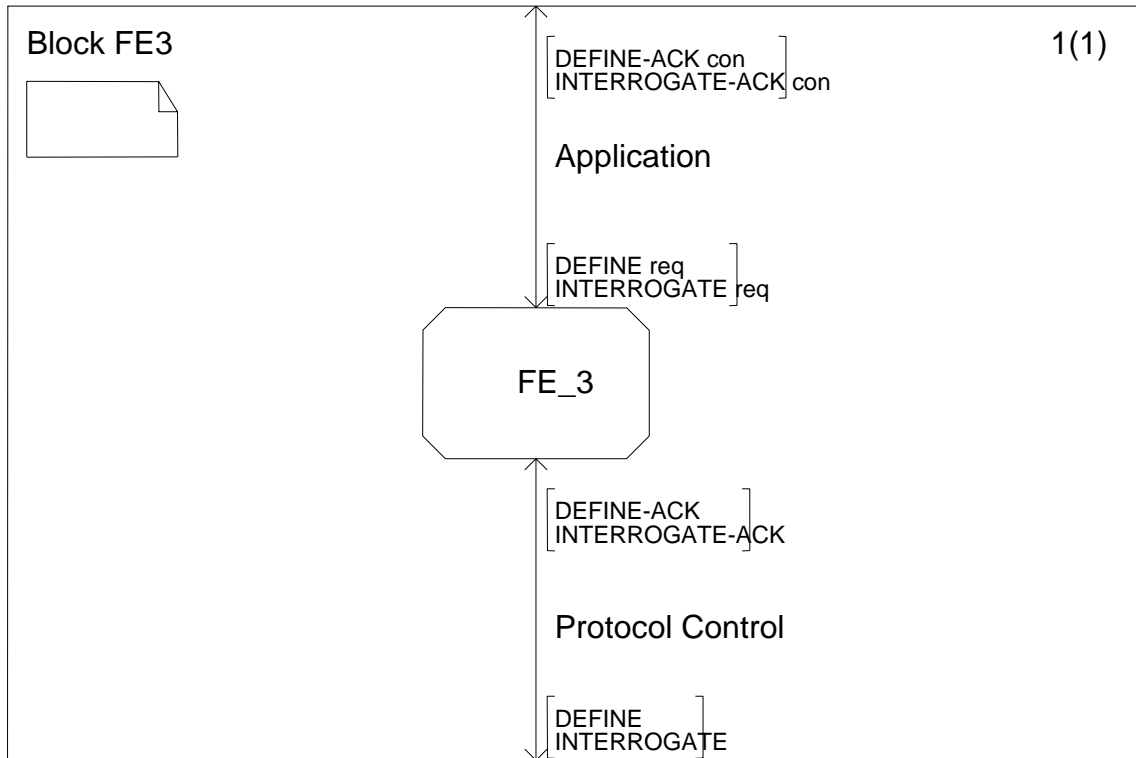 Block FE3
1(1)
DEFINE-ACK con
INTERROGATE-ACK con
Application
DEFINE req
INTERROGATE req
FE_3
DEFINE-ACK
INTERROGATE-ACK
Protocol Control
DEFINE
INTERROGATE